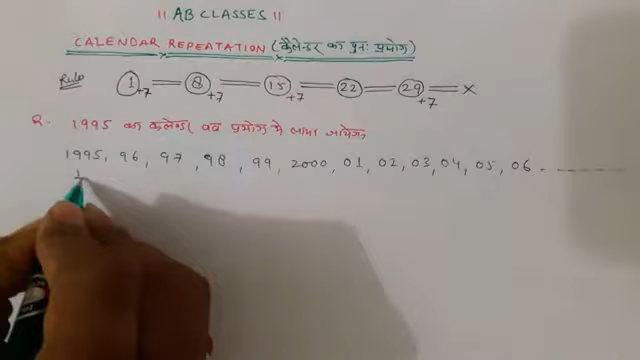 ॥ AB CLASSES ॥
CALENDAR REPEATATION (कैलेन्डर का पुनः प्रयोग)
Rule 1 +7 = 8 +7 = 15 +7 = 22 = 29 +7 = ×
Q. 1995 का कलेन्डर कब प्रयोग में लाया जायेगा
1995, 96, 97, 98, 99, 2000, 01, 02, 03, 04, 05, 06 - - - - - - -
1